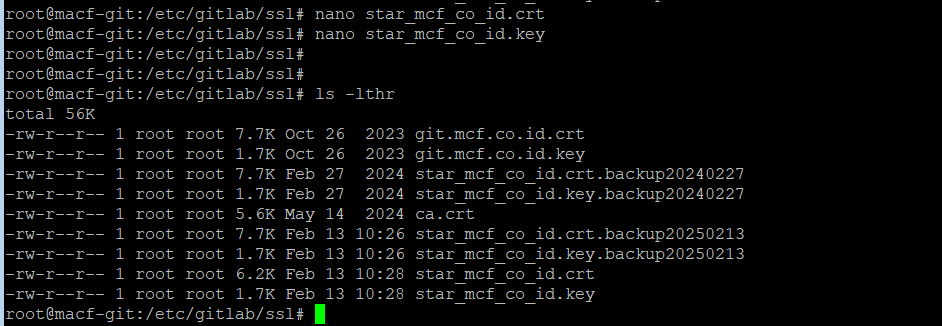 root@macf-git:/etc/gitlab/ssl# nano star_mcf_co_id.crt
root@macf-git:/etc/gitlab/ssl# nano star_mcf_co_id.key
root@macf-git:/etc/gitlab/ssl#
root@macf-git:/etc/gitlab/ssl#
root@macf-git:/etc/gitlab/ssl# ls -lthr
total 56K
-rw-r--r-- 1 root root 7.7K Oct 26  2023 git.mcf.co.id.crt
-rw-r--r-- 1 root root 1.7K Oct 26  2023 git.mcf.co.id.key
-rw-r--r-- 1 root root 7.7K Feb 27  2024 star_mcf_co_id.crt.backup20240227
-rw-r--r-- 1 root root 1.7K Feb 27  2024 star_mcf_co_id.key.backup20240227
-rw-r--r-- 1 root root 5.6K May 14  2024 ca.crt
-rw-r--r-- 1 root root 7.7K Feb 13 10:26 star_mcf_co_id.crt.backup20250213
-rw-r--r-- 1 root root 1.7K Feb 13 10:26 star_mcf_co_id.key.backup20250213
-rw-r--r-- 1 root root 6.2K Feb 13 10:28 star_mcf_co_id.crt
-rw-r--r-- 1 root root 1.7K Feb 13 10:28 star_mcf_co_id.key
root@macf-git:/etc/gitlab/ssl#